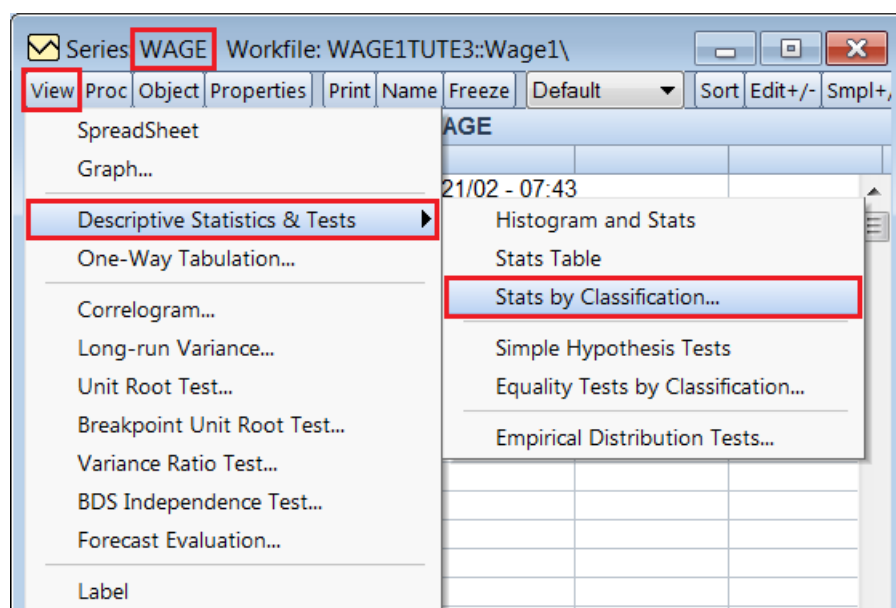 Series: WAGE Workfile: WAGE1TUTE3::Wage1\
View Proc Object Properties Print Name Freeze Default Sort Edit+/- Smpl+/
AGE
21/02 - 07:43
SpreadSheet
Graph...
Descriptive Statistics & Tests
One-Way Tabulation...
Correlogram...
Long-run Variance...
Unit Root Test...
Breakpoint Unit Root Test...
Variance Ratio Test...
BDS Independence Test...
Forecast Evaluation...
Label
Histogram and Stats
Stats Table
Stats by Classification...
Simple Hypothesis Tests
Equality Tests by Classification...
Empirical Distribution Tests...